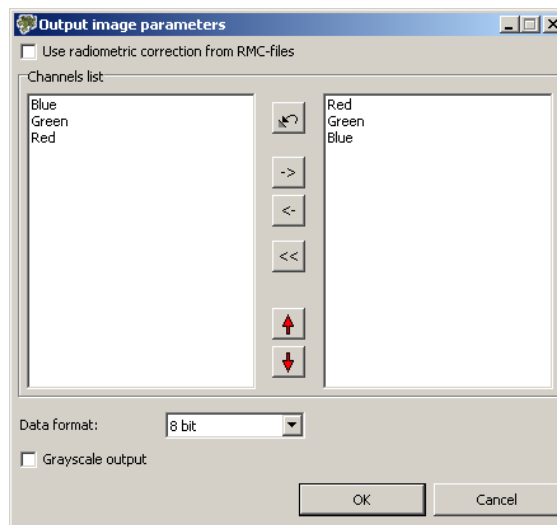 Output image parameters
Use radiometric correction from RMC-files
Channels list
Blue
Green
Red
->
<-
<<
Red
Green
Blue
Data format:
8 bit
Grayscale output
OK
Cancel